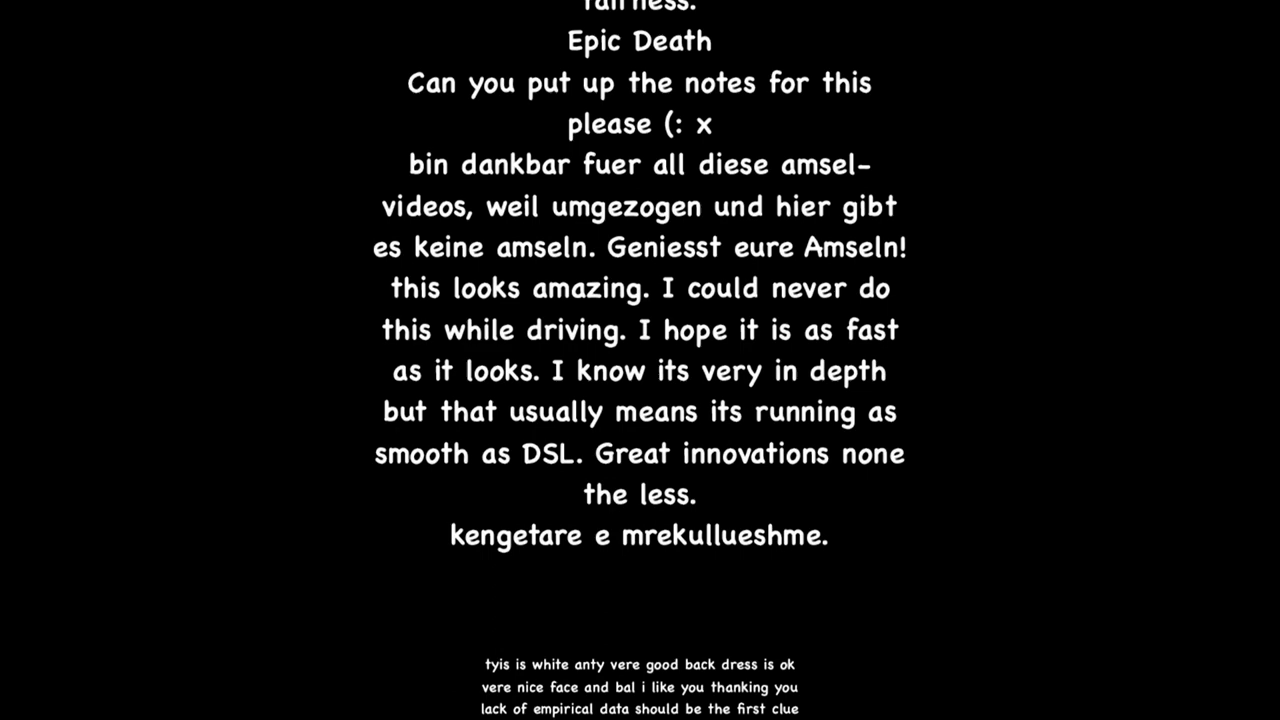 fairness.
Epic Death
Can you put up the notes for this
please (: x
bin dankbar fuer all diese amsel-
videos, weil umgezogen und hier gibt
es keine amseln. Geniesst eure Amseln!
this looks amazing. I could never do
this while driving. I hope it is as fast
as it looks. I know its very in depth
but that usually means its running as
smooth as DSL. Great innovations none
the less.
kengetare e mrekullueshme.
tyis is white anty vere good back dress is ok
vere nice face and bal i like you thanking you
lack of empirical data should be the first clue